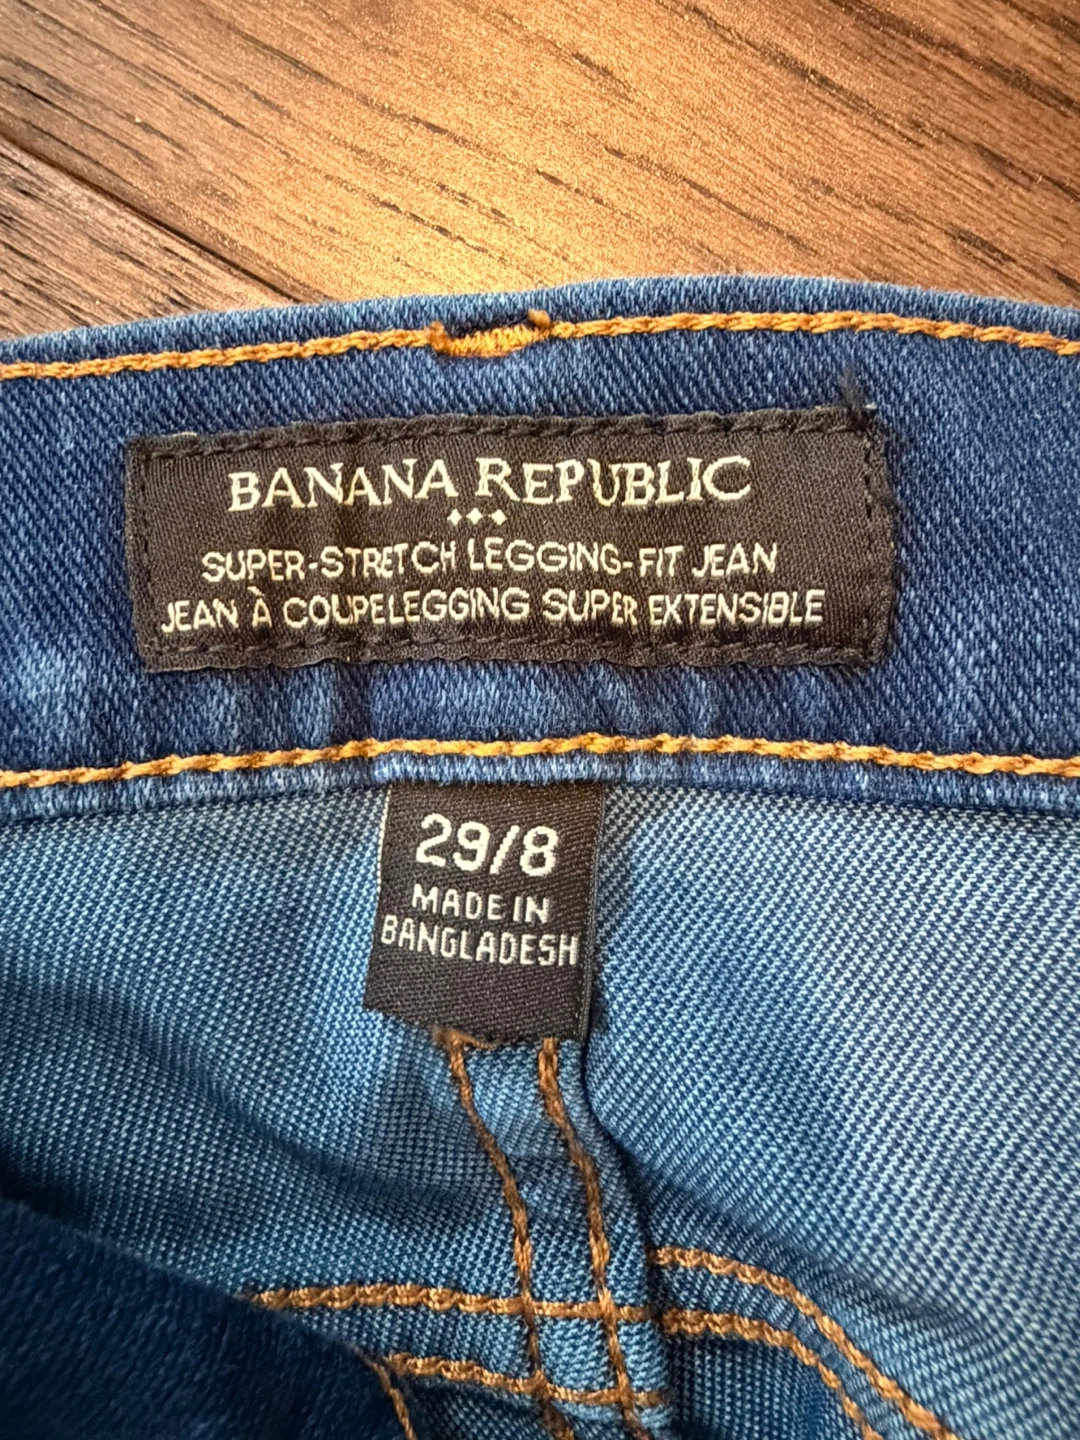 BANANA REPUBLIC
SUPER-STRETCH LEGGING-FIT JEAN
JEAN À COUPELEGGING SUPER EXTENSIBLE
29/8
MADE IN
BANGLADESH